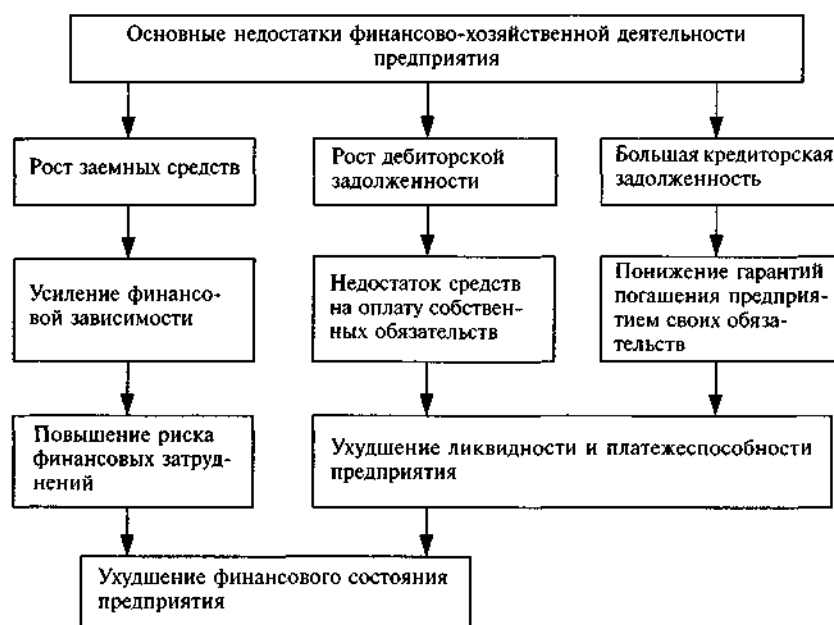 Основные недостатки финансово-хозяйственной деятельности
предприятия
Рост заемных средств
Рост дебиторской
задолженности
Большая кредиторская
задолженность
Усиление финансо-
вой зависимости
Недостаток средств
на оплату собствен-
ных обязательств
Понижение гарантий
погашения предприя-
тием своих обяза-
тельств
Повышение риска
финансовых затруд-
нений
Ухудшение ликвидности и платежеспособности
предприятия
Ухудшение финансового состояния
предприятия